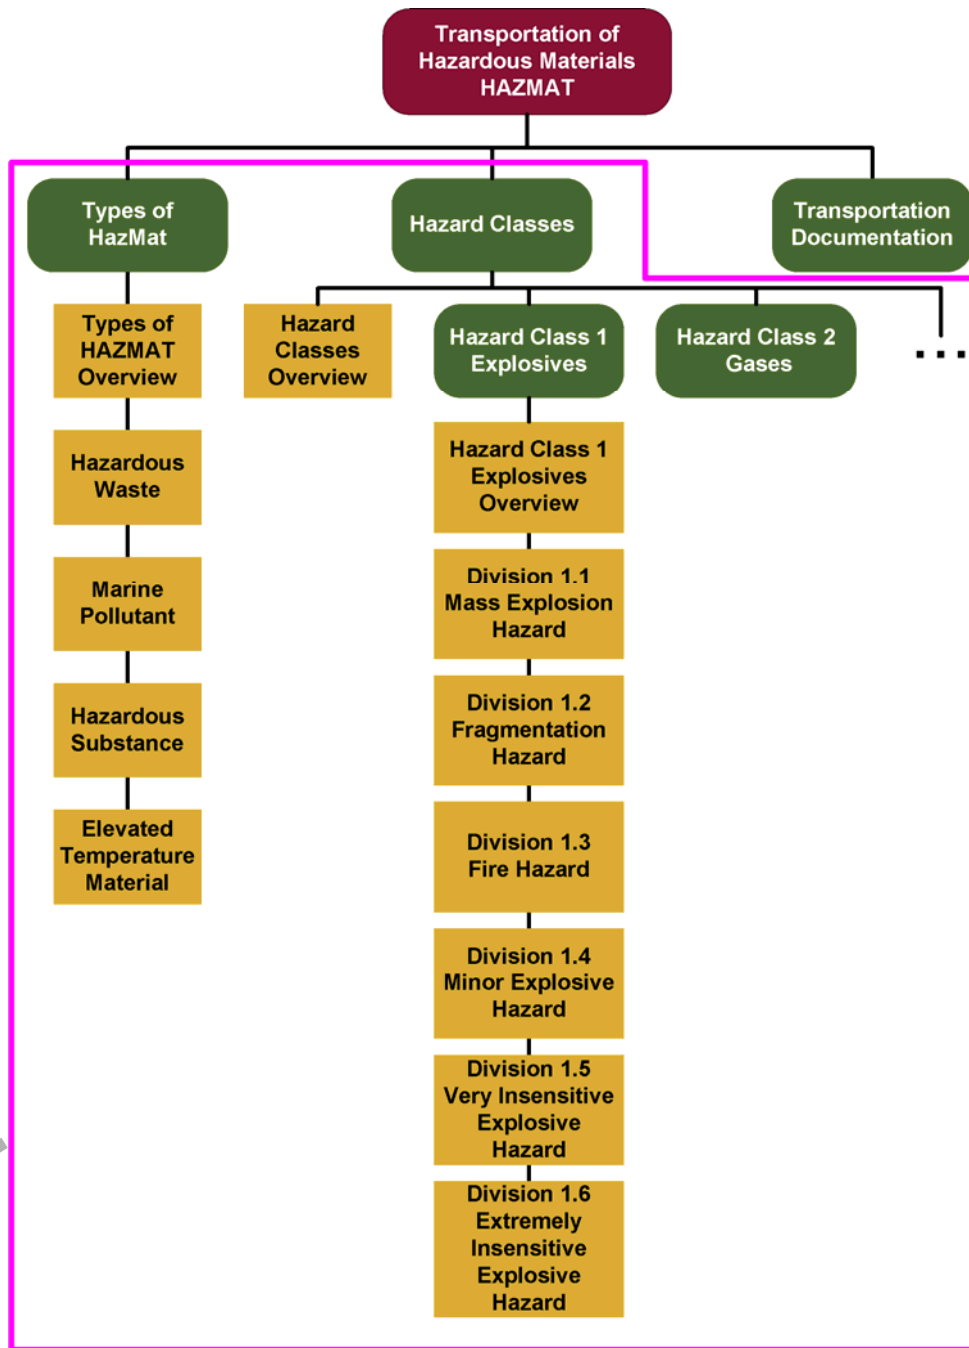 Transportation of
Hazardous Materials
HAZMAT
Types of
HazMat
Hazard Classes
Transportation
Documentation
Types of
HAZMAT
Overview
Hazard
Classes
Overview
Hazard Class 1
Explosives
Hazard Class 2
Gases
...
Hazardous
Waste
Marine
Pollutant
Hazardous
Substance
Elevated
Temperature
Material
Hazard Class 1
Explosives
Overview
Division 1.1
Mass Explosion
Hazard
Division 1.2
Fragmentation
Hazard
Division 1.3
Fire Hazard
Division 1.4
Minor Explosive
Hazard
Division 1.5
Very Insensitive
Explosive
Hazard
Division 1.6
Extremely
Insensitive
Explosive
Hazard